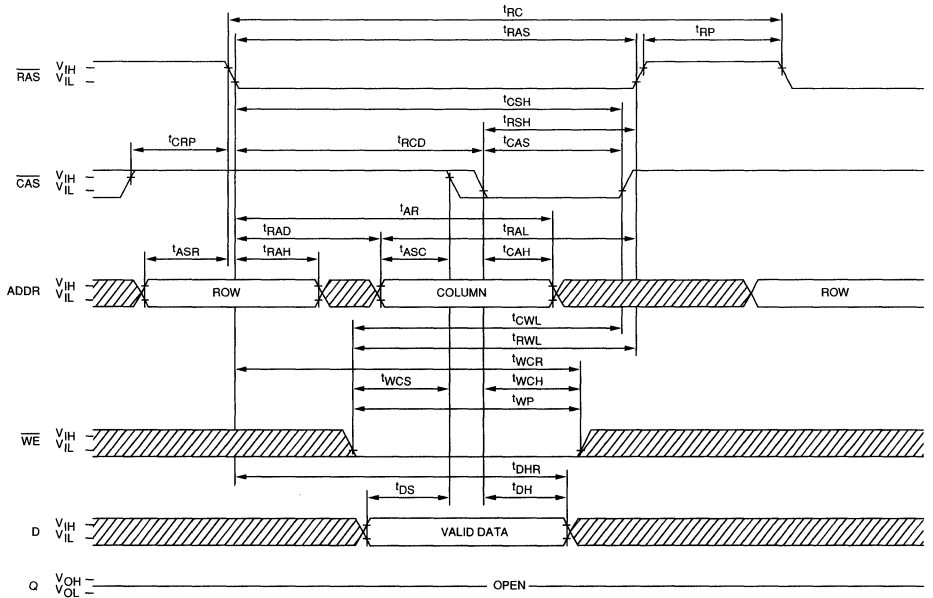 tRC
tRAS
tRP
RAS VIH
VIL
tCSH
tRSH
tCRP
tRCD
tCAS
CAS VIH
VIL
tAR
tRAD
tRAL
tASR
tRAH
tASC
tCAH
ADDR VIH
VIL
ROW
COLUMN
ROW
tCWL
tRWL
tWCR
tWCS
tWCH
tWP
WE VIH
VIL
tDHR
tDS
tDH
D VIH
VIL
VALID DATA
Q VOH
VOL
OPEN